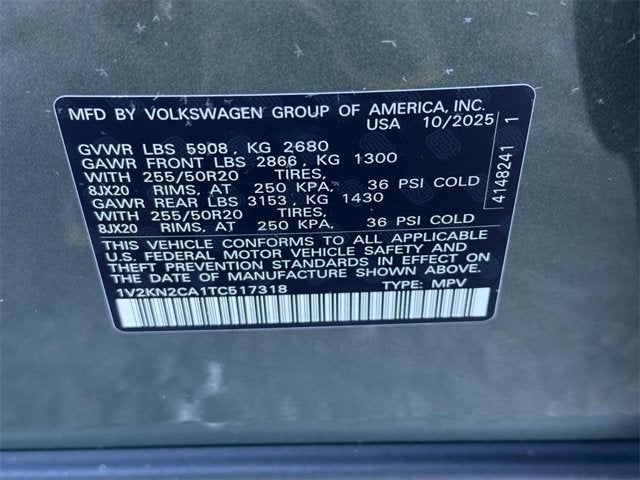 MFD BY VOLKSWAGEN GROUP OF AMERICA, INC.
USA 10/2025
GVWR LBS 5908, KG 2680
GAWR FRONT LBS 2866, KG 1300
WITH 255/50R20 TIRES,
8JX20 RIMS, AT 250 KPA, 36 PSI COLD
GAWR REAR LBS 3153, KG 1430
WITH 255/50R20 TIRES,
8JX20 RIMS, AT 250 KPA, 36 PSI COLD
THIS VEHICLE CONFORMS TO ALL APPLICABLE
U.S. FEDERAL MOTOR VEHICLE SAFETY AND
THEFT PREVENTION STANDARDS IN EFFECT ON
THE DATE OF MANUFACTURE SHOWN ABOVE.
1V2KN2CA1TC517318 TYPE: MPV
4148241 1